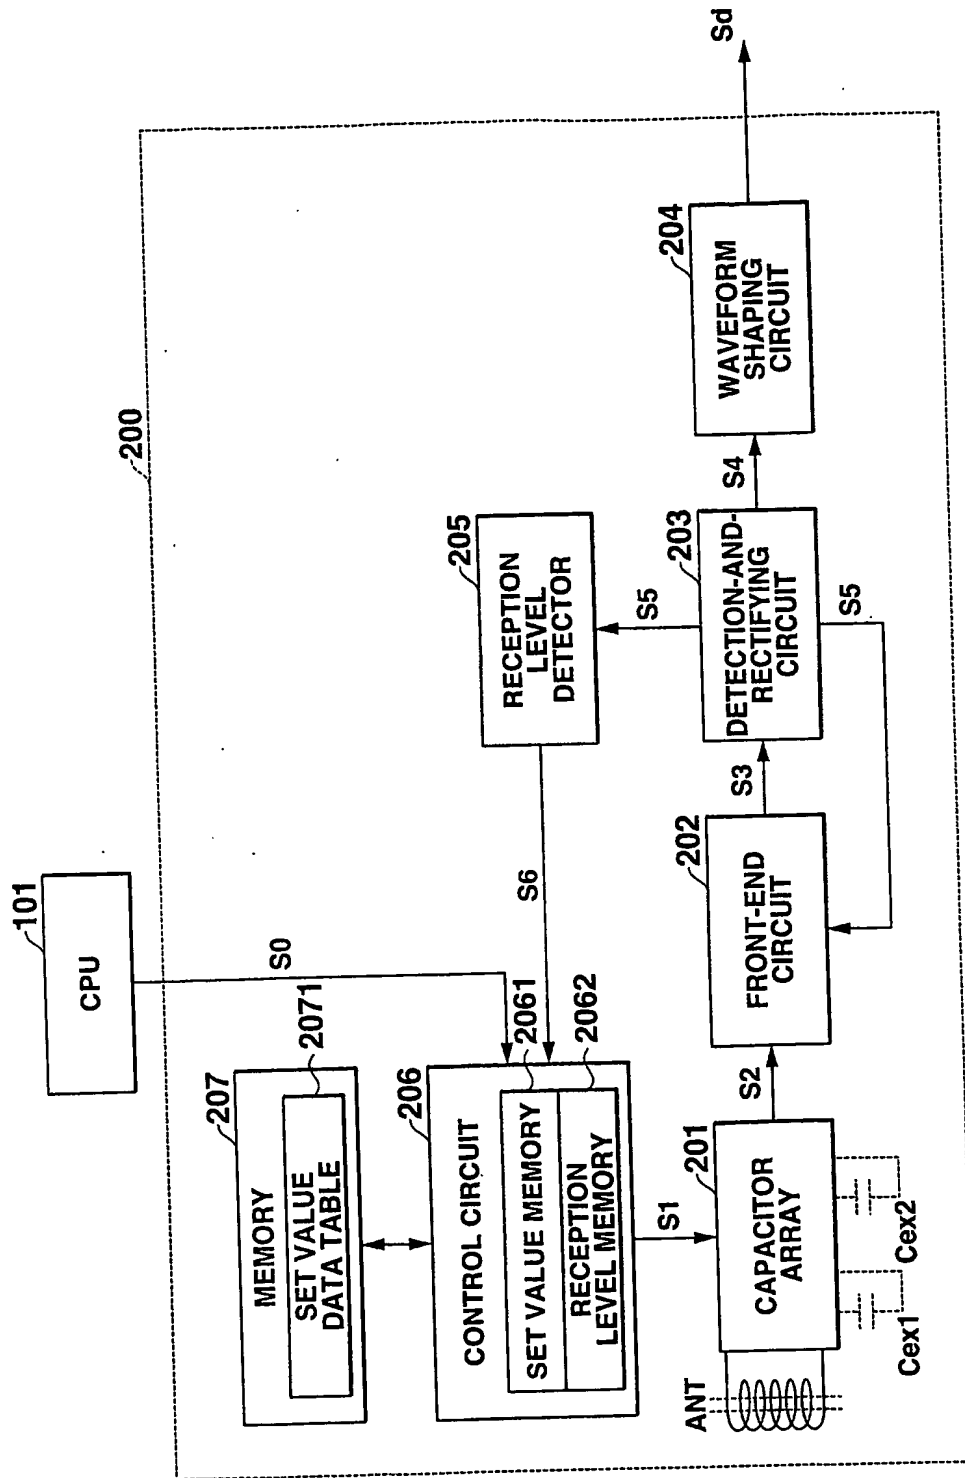 101
CPU
S0
200
207
MEMORY
SET VALUE
DATA TABLE
2071
206
CONTROL CIRCUIT
SET VALUE MEMORY
2061
RECEPTION
LEVEL MEMORY
2062
S6
205
RECEPTION
LEVEL
DETECTOR
S1
S5
ANT
201
CAPACITOR
ARRAY
Cex1
Cex2
S2
202
FRONT-END
CIRCUIT
S3
203
DETECTION-AND-
RECTIFYING
CIRCUIT
S5
S4
204
WAVEFORM
SHAPING
CIRCUIT
Sd